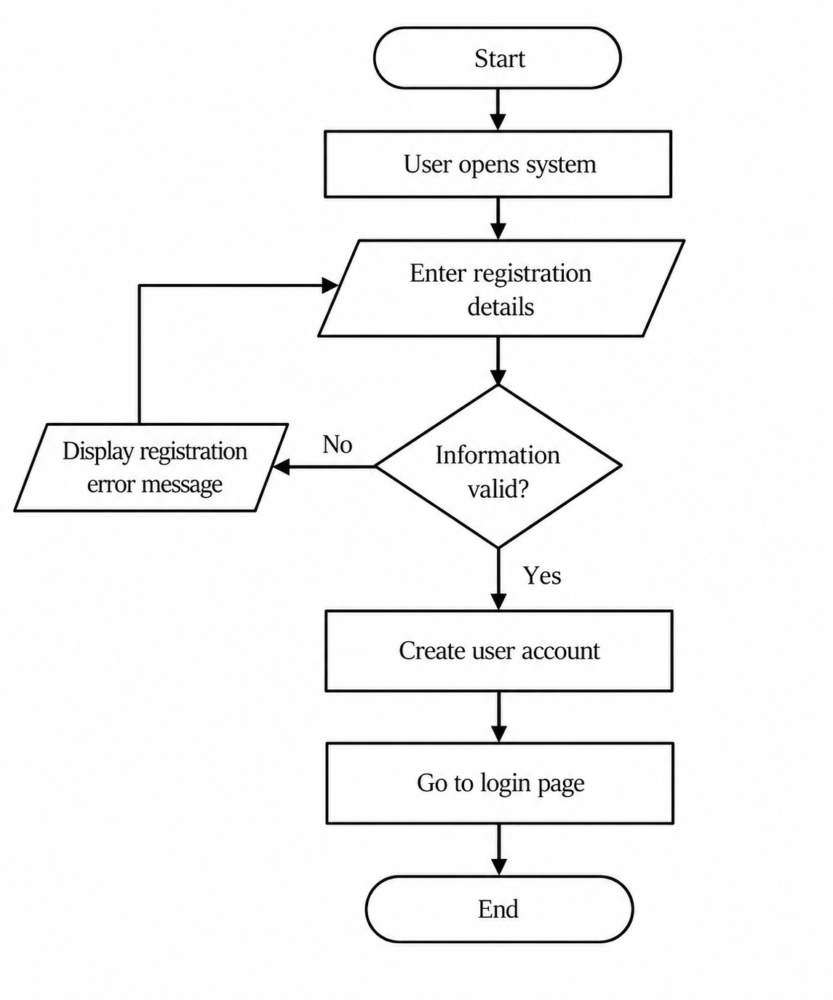 Start
User opens system
Enter registration
details
Display registration
error message
No
Information
valid?
Yes
Create user account
Go to login page
End